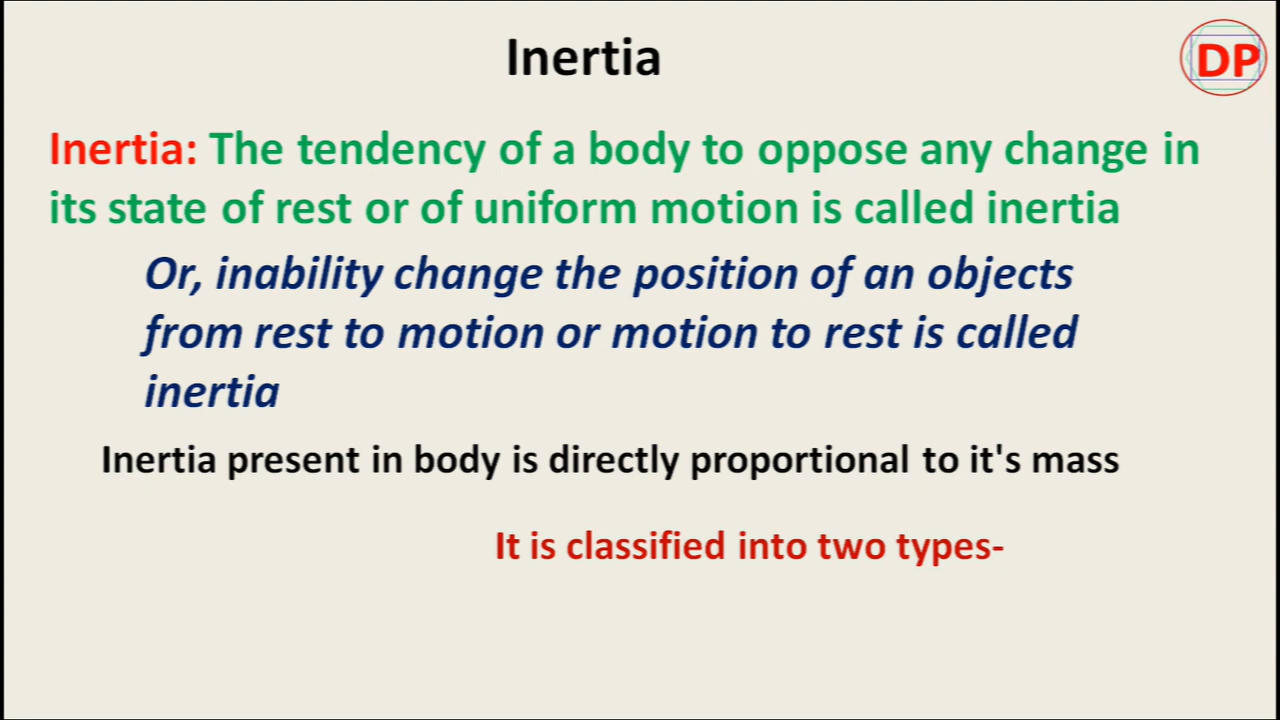 Inertia
DP
Inertia: The tendency of a body to oppose any change in
its state of rest or of uniform motion is called inertia
Or, inability change the position of an objects
from rest to motion or motion to rest is called
inertia
Inertia present in body is directly proportional to it's mass
It is classified into two types-